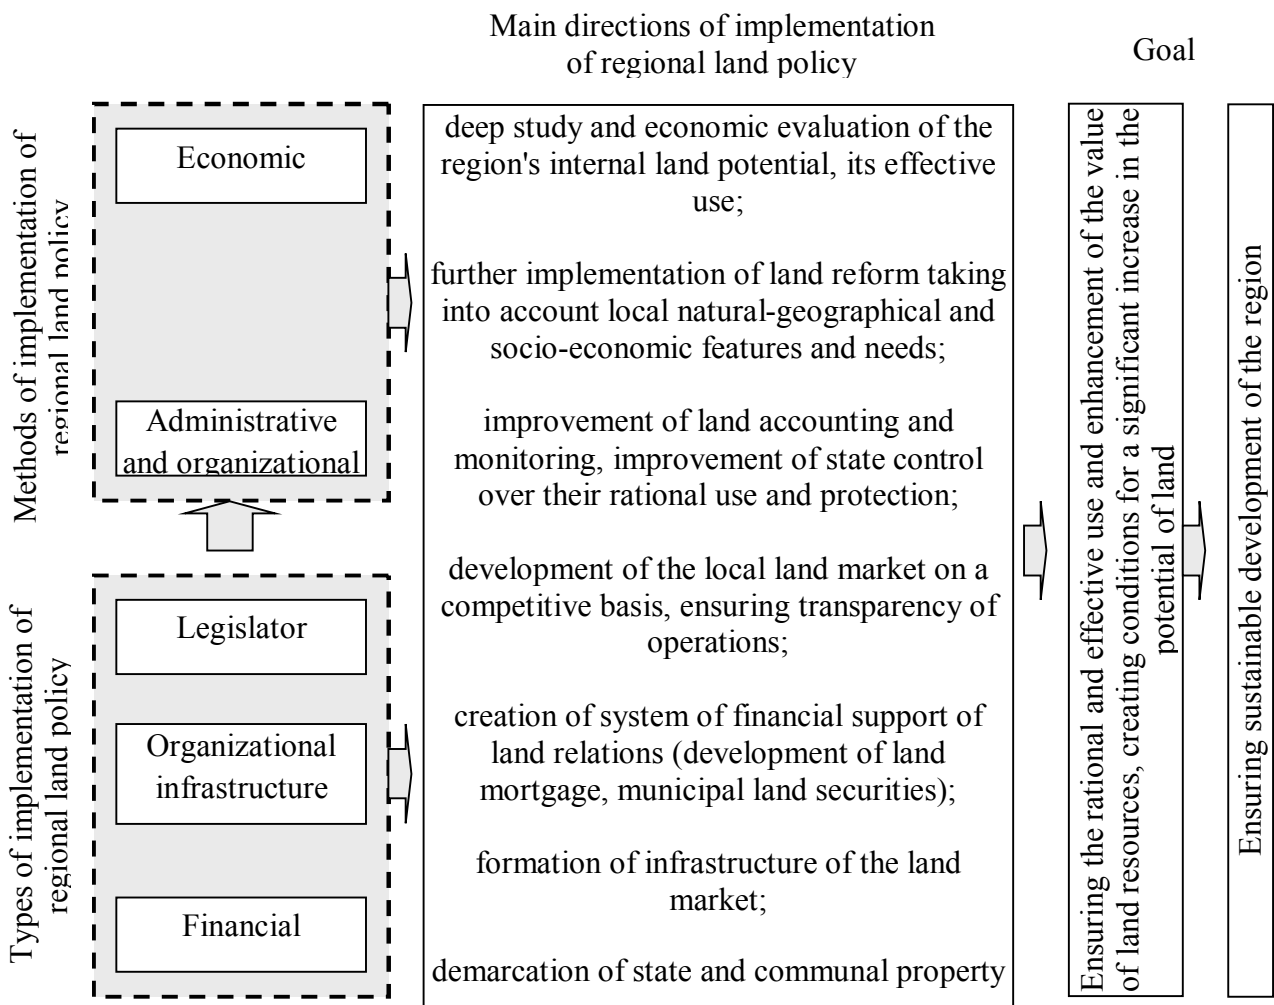 Main directions of implementation
of regional land policy
Goal
Methods of implementation of
regional land policy
Economic
Administrative
and organizational
Types of implementation of
regional land policy
Legislator
Organizational
infrastructure
Financial
deep study and economic evaluation of the
region's internal land potential, its effective
use;
further implementation of land reform taking
into account local natural-geographical and
socio-economic features and needs;
improvement of land accounting and
monitoring, improvement of state control
over their rational use and protection;
development of the local land market on a
competitive basis, ensuring transparency of
operations;
creation of system of financial support of
land relations (development of land
mortgage, municipal land securities);
formation of infrastructure of the land
market;
demarcation of state and communal property
Ensuring the rational and effective use and enhancement of the value
of land resources, creating conditions for a significant increase in the
potential of land
Ensuring sustainable development of the region